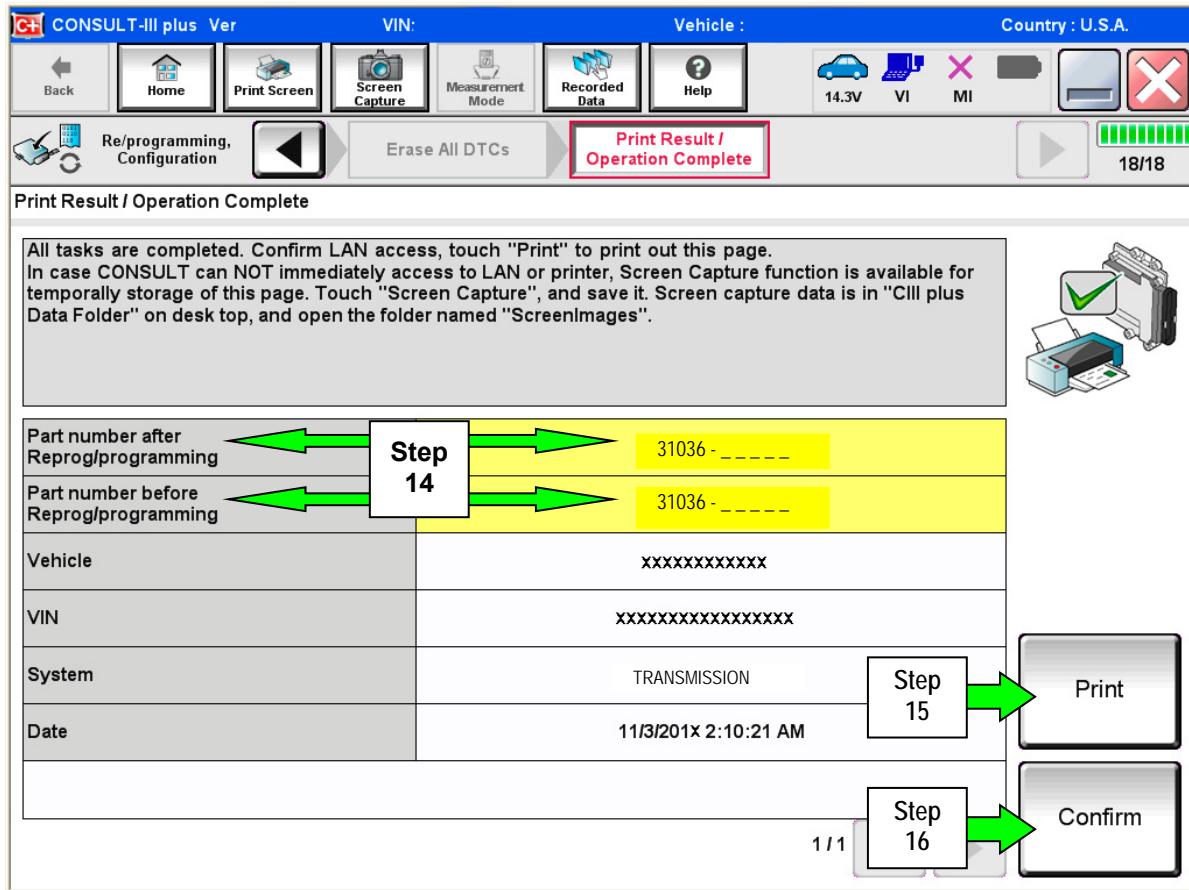 C+ CONSULT-III plus Ver VIN: Vehicle : Country : U.S.A.
Back
Home
Print Screen
Screen
Capture
Measurement
Mode
Recorded
Data
Help
14.3V
VI
MI
Re/programming,
Configuration
Erase All DTCs
Print Result /
Operation Complete
18/18
Print Result / Operation Complete
All tasks are completed. Confirm LAN access, touch "Print" to print out this page.
In case CONSULT can NOT immediately access to LAN or printer, Screen Capture function is available for
temporally storage of this page. Touch "Screen Capture", and save it. Screen capture data is in "CIII plus
Data Folder" on desk top, and open the folder named "ScreenImages".
Part number after
Reprog/programming
31036 - _ _ _ _ _
Step
14
Part number before
Reprog/programming
31036 - _ _ _ _ _
Vehicle
xxxxxxxxxxxx
VIN
xxxxxxxxxxxxxxxxx
System
TRANSMISSION
Step
15
Print
Date
11/3/201x 2:10:21 AM
Step
16
Confirm
1 / 1